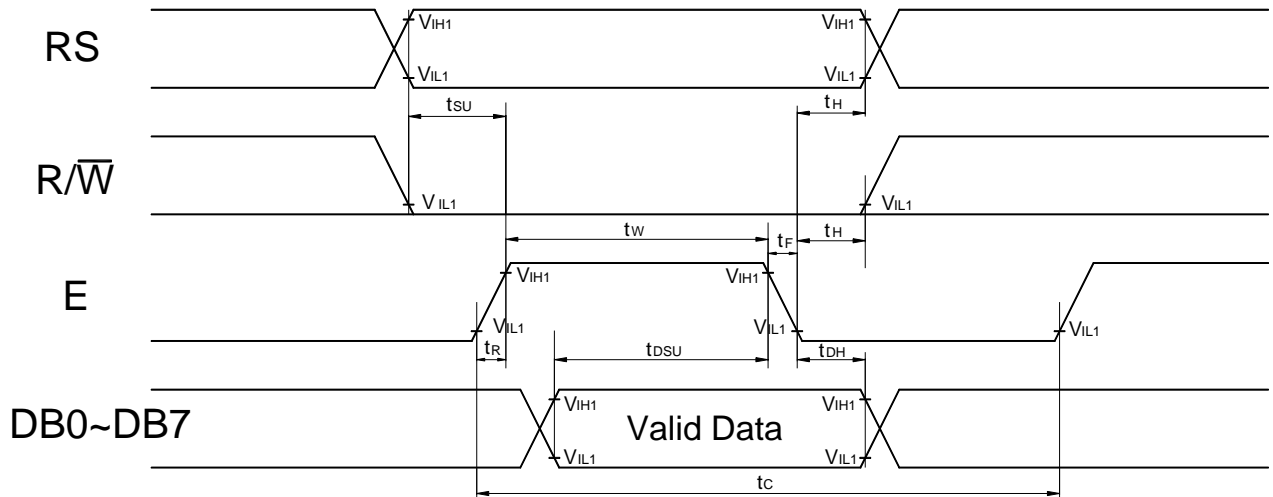 RS
VIH1
VIH1
VIL1
VIL1
tSU
tH
R/W̅
VIL1
VIL1
tW
tF
tH
E
VIH1
VIH1
VIL1
VIL1
VIL1
tR
tDSU
tDH
DB0~DB7
VIH1
Valid Data
VIH1
VIL1
VIL1
tC